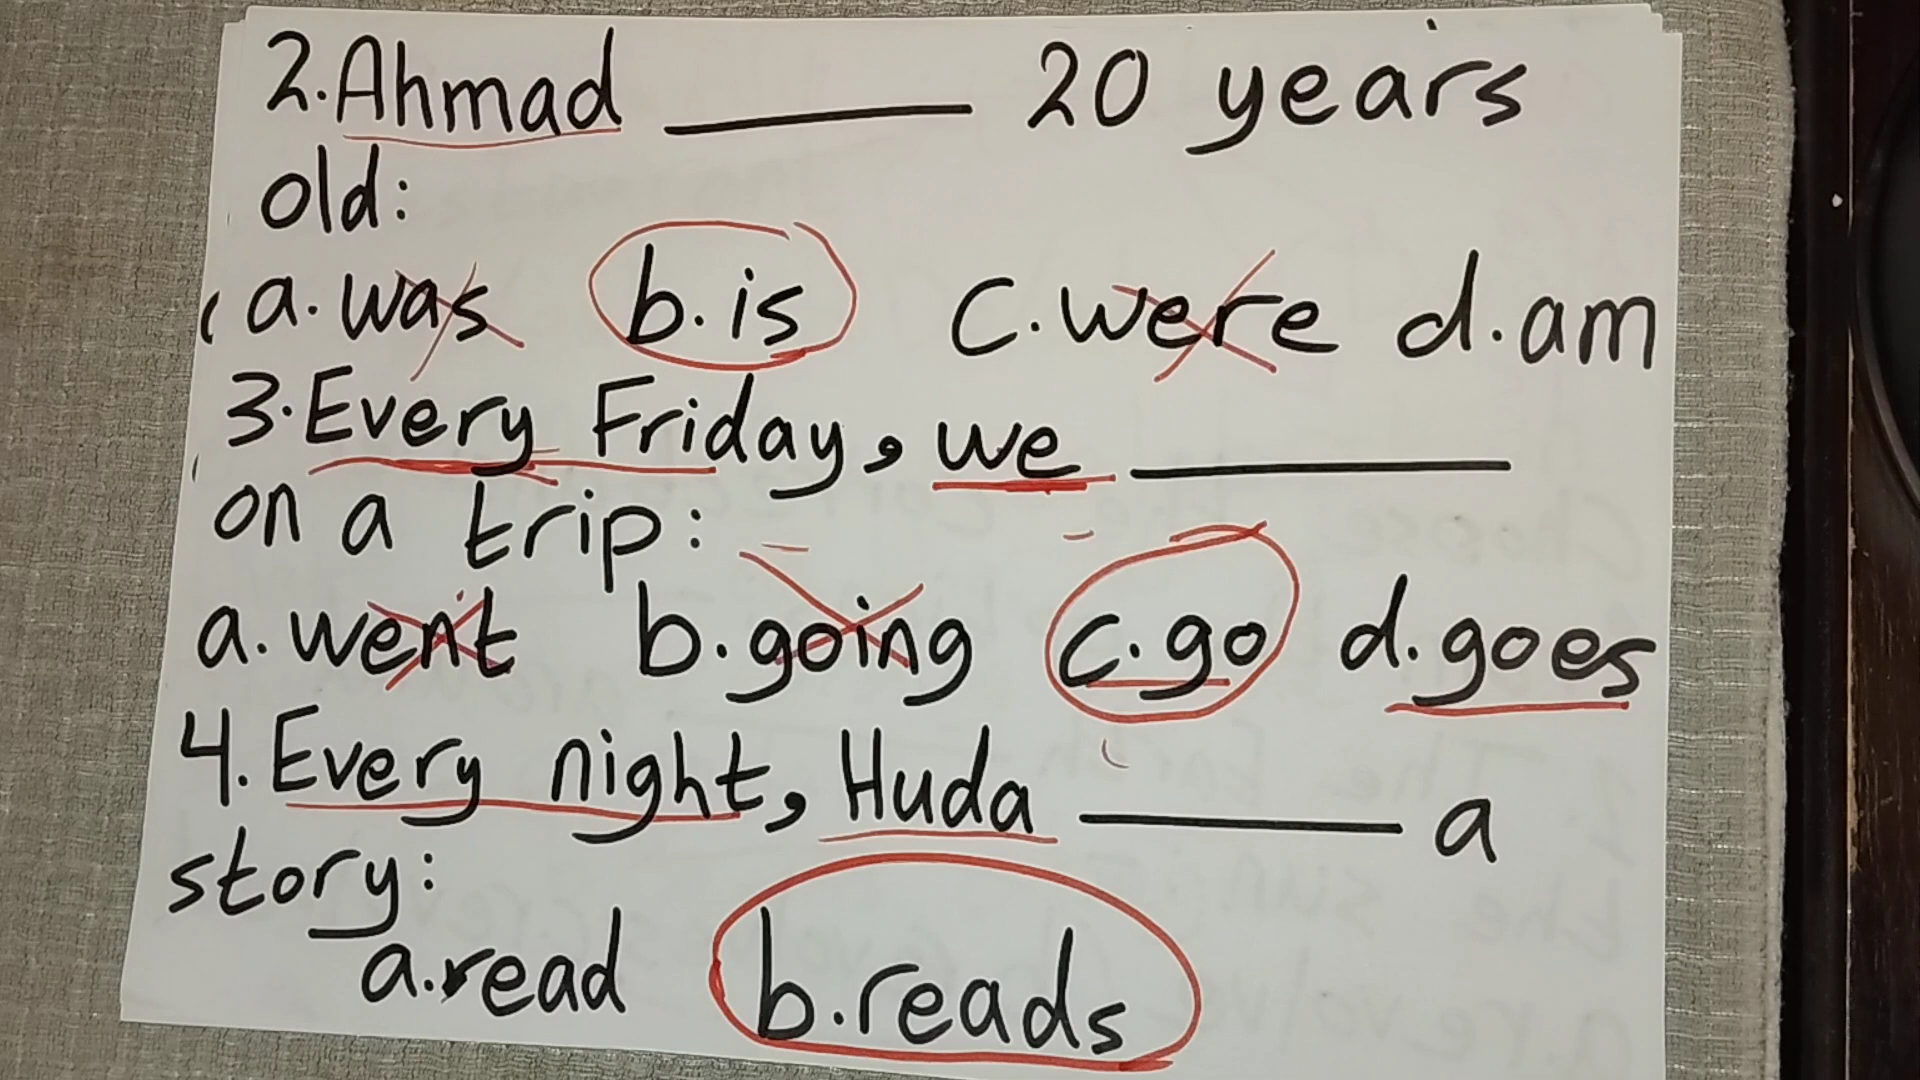 2.Ahmad ______ 20 years
old:
a.was b.is c.were d.am
3.Every Friday, we ______
on a trip:
a.went b.going c.go d.goes
4.Every night, Huda ______ a
story:
a.read b.reads